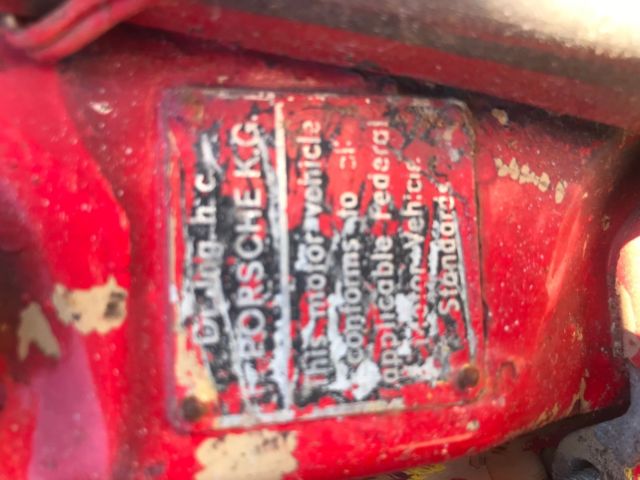 Dr. Ing. h. c.
F. PORSCHE K.G.
This motor vehicle
conforms to all
applicable Federal
Motor Vehicle
Standards